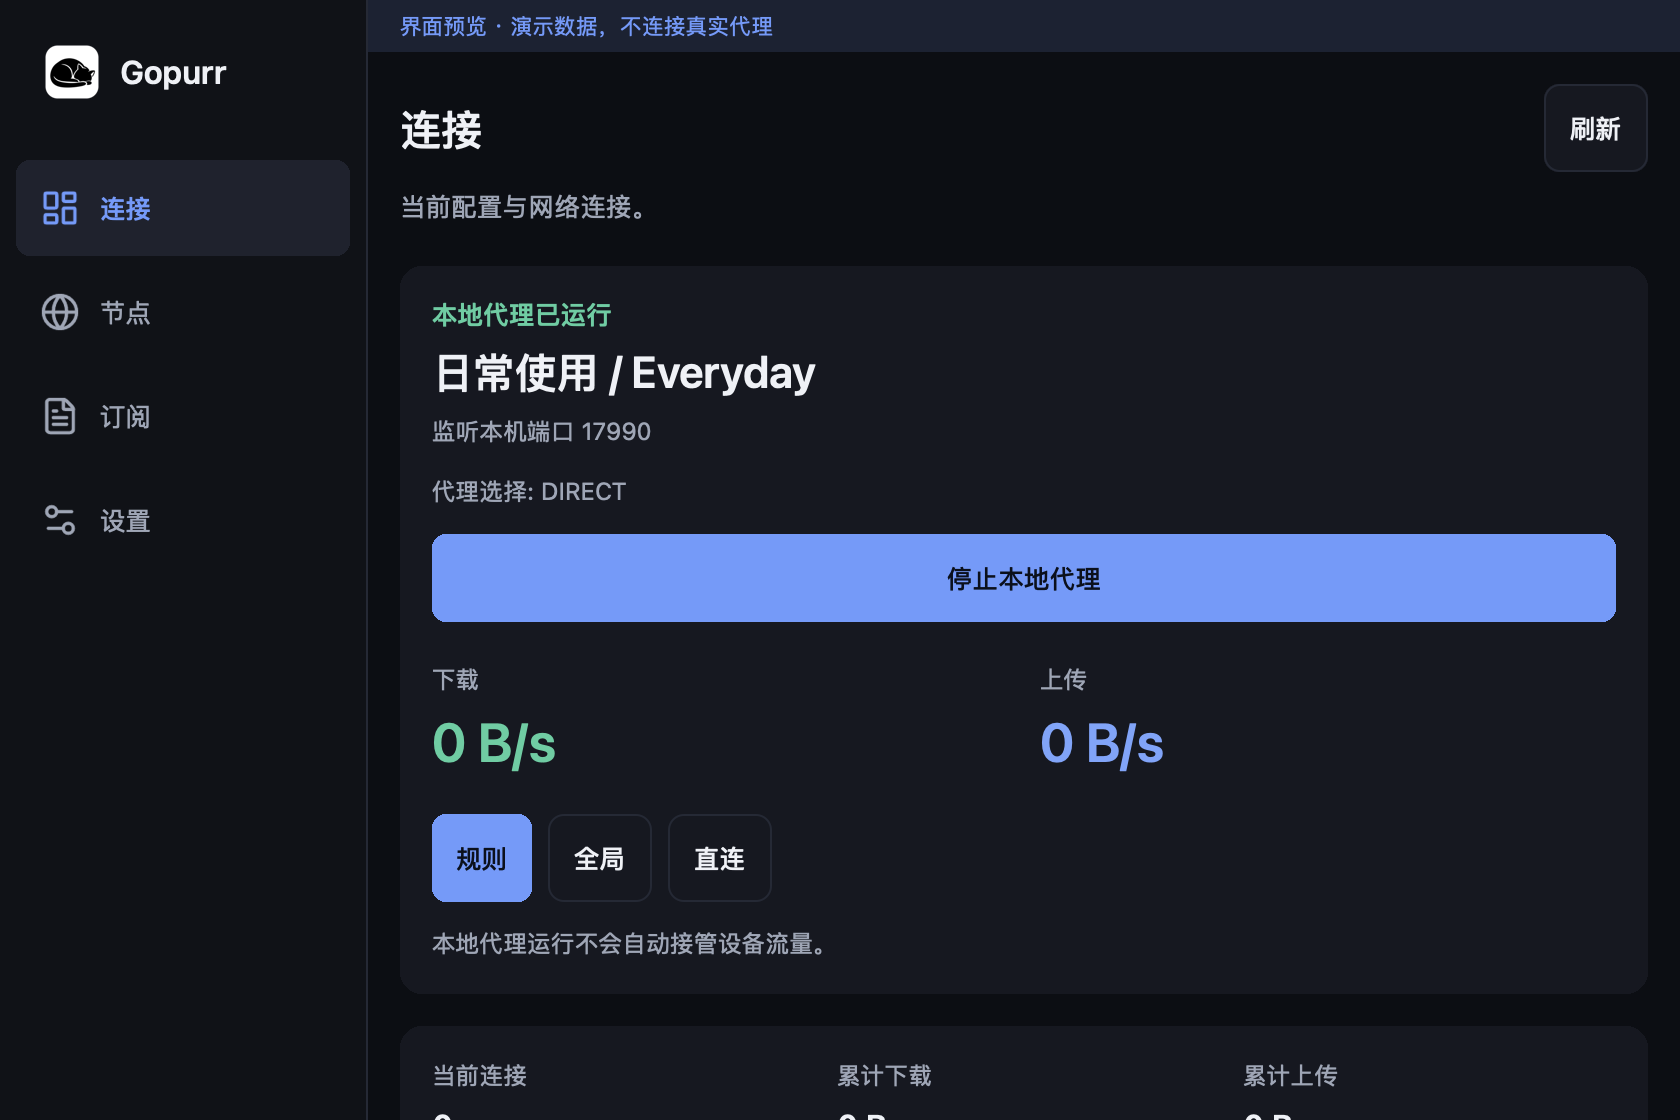 界面预览 · 演示数据，不连接真实代理
Gopurr
连接
节点
订阅
设置
连接
刷新
当前配置与网络连接。
本地代理已运行
日常使用 / Everyday
监听本机端口 17990
代理选择: DIRECT
停止本地代理
下载 上传
0 B/s 0 B/s
规则 全局 直连
本地代理运行不会自动接管设备流量。
当前连接 累计下载 累计上传